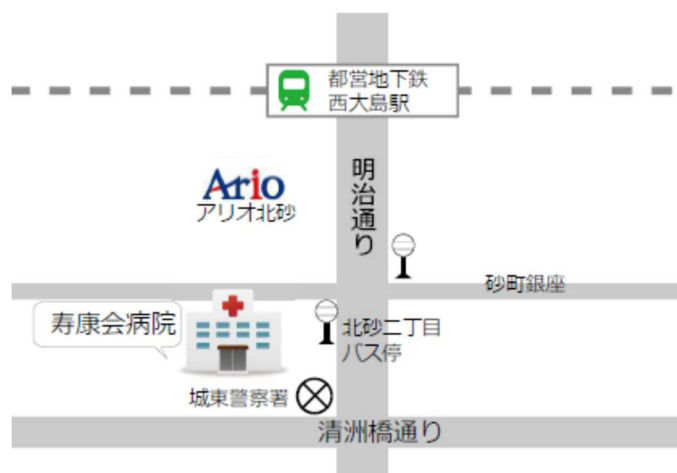 都営地下鉄
西大島駅
Ario
アリオ北砂
明治通り
砂町銀座
寿康会病院
北砂二丁目
バス停
城東警察署
清洲橋通り